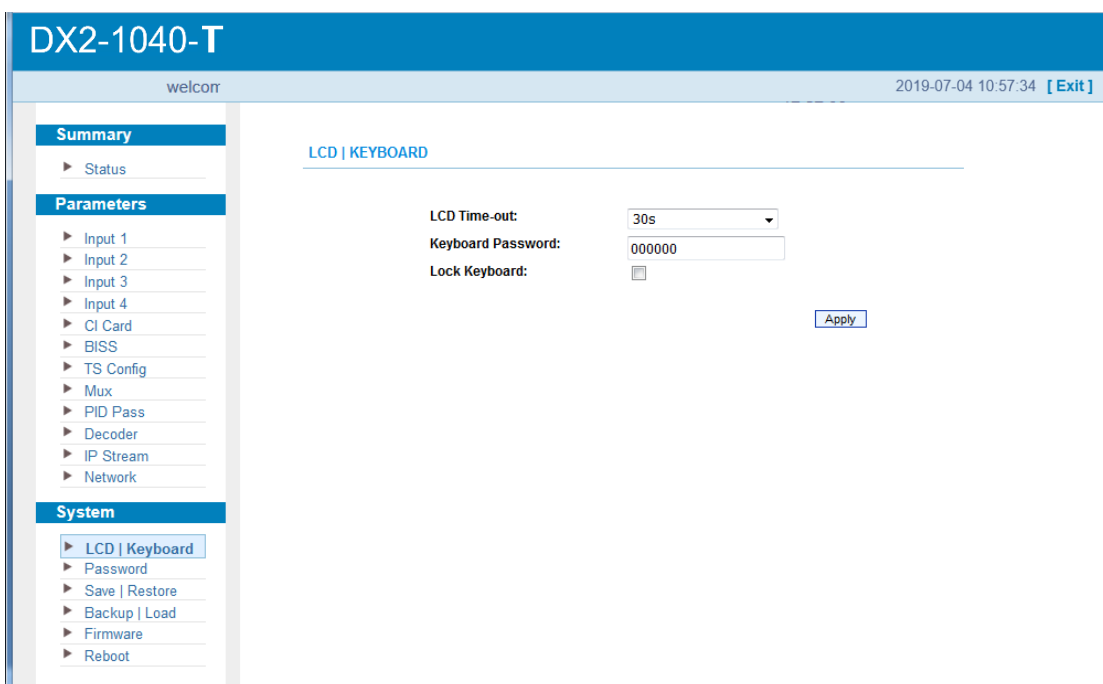 DX2-1040-T
welcom
2019-07-04 10:57:34 [ Exit ]
Summary
Status
Parameters
Input 1
Input 2
Input 3
Input 4
CI Card
BISS
TS Config
Mux
PID Pass
Decoder
IP Stream
Network
System
LCD | Keyboard
Password
Save | Restore
Backup | Load
Firmware
Reboot
LCD | KEYBOARD
LCD Time-out: 30s
Keyboard Password: 000000
Lock Keyboard:
Apply